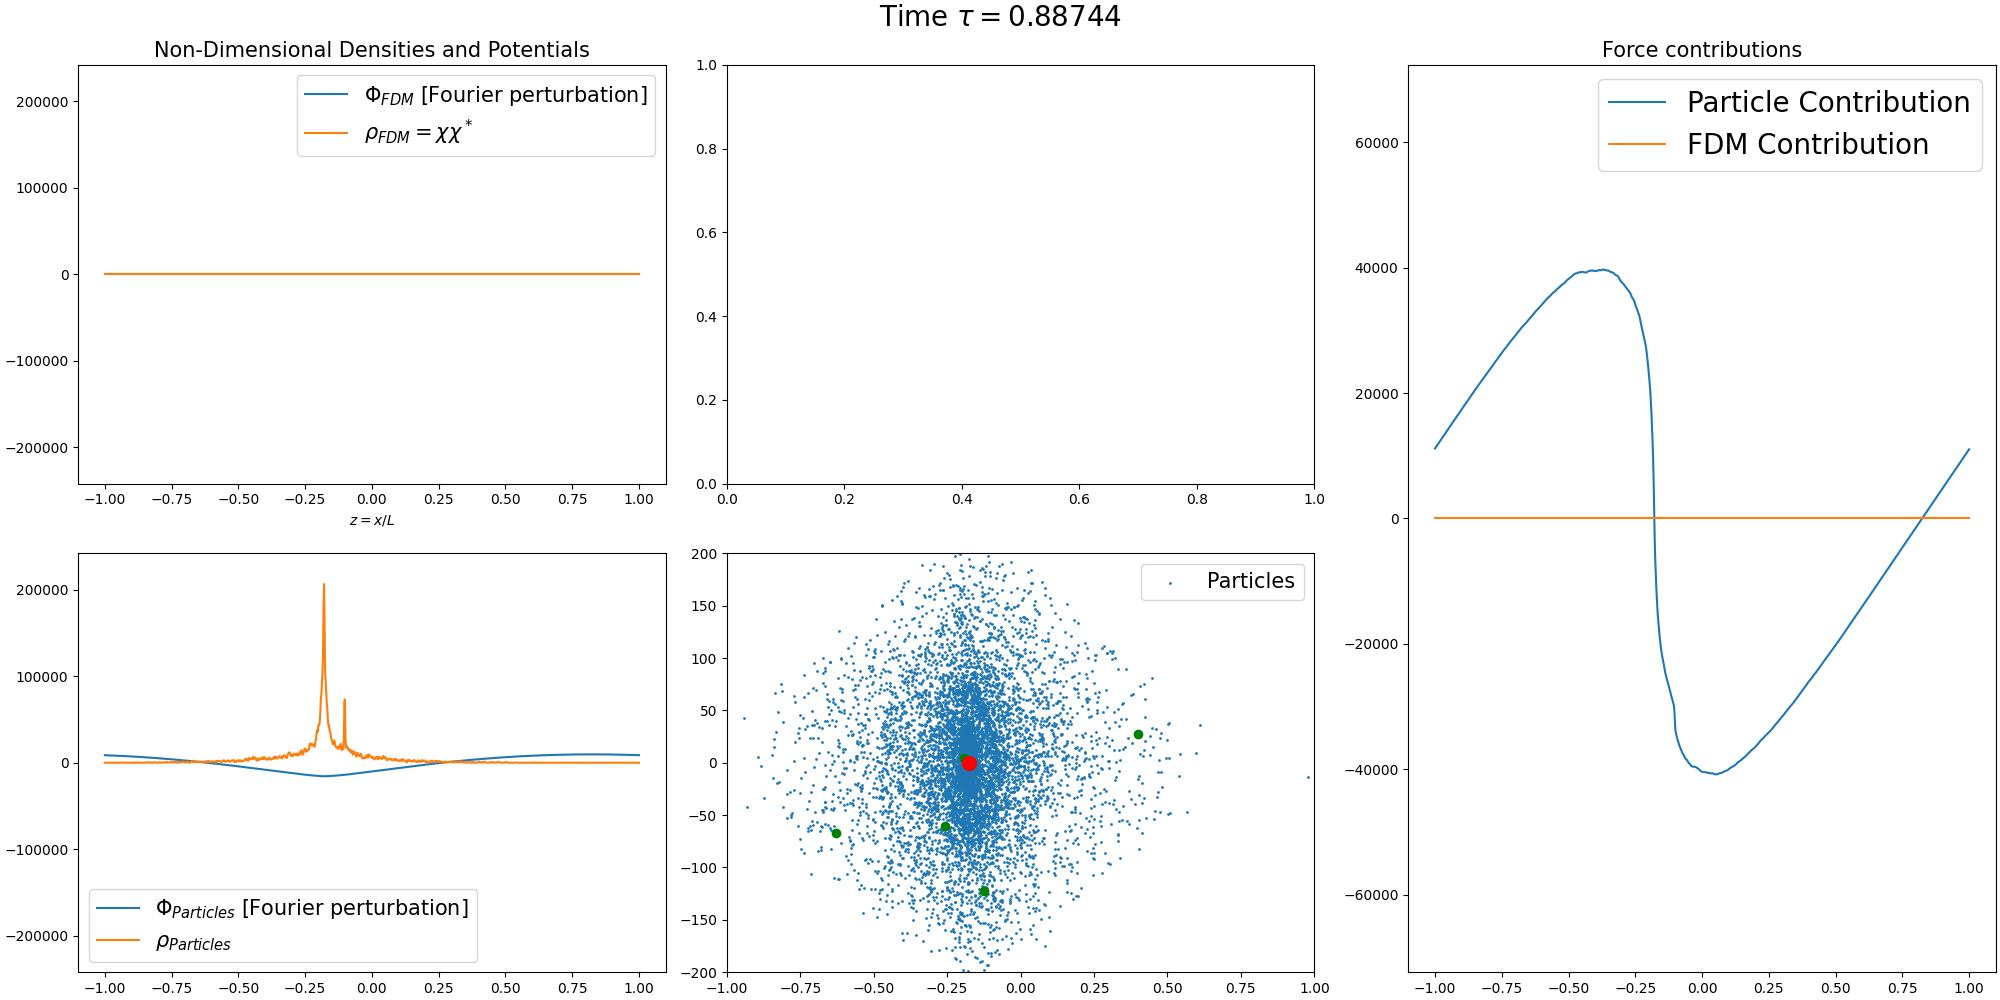 Time τ = 0.88744
Non-Dimensional Densities and Potentials
200000
100000
0
−100000
−200000
Φ_FDM [Fourier perturbation]
ρ_FDM = χχ*
−1.00 −0.75 −0.50 −0.25 0.00 0.25 0.50 0.75 1.00
z = x/L
1.0
0.8
0.6
0.4
0.2
0.0
0.0 0.2 0.4 0.6 0.8 1.0
Force contributions
60000
40000
20000
0
−20000
−40000
−60000
Particle Contribution
FDM Contribution
−1.00 −0.75 −0.50 −0.25 0.00 0.25 0.50 0.75 1.00
200000
100000
0
−100000
−200000
Φ_Particles [Fourier perturbation]
ρ_Particles
−1.00 −0.75 −0.50 −0.25 0.00 0.25 0.50 0.75 1.00
200
150
100
50
0
−50
−100
−150
−200
Particles
−1.00 −0.75 −0.50 −0.25 0.00 0.25 0.50 0.75 1.00